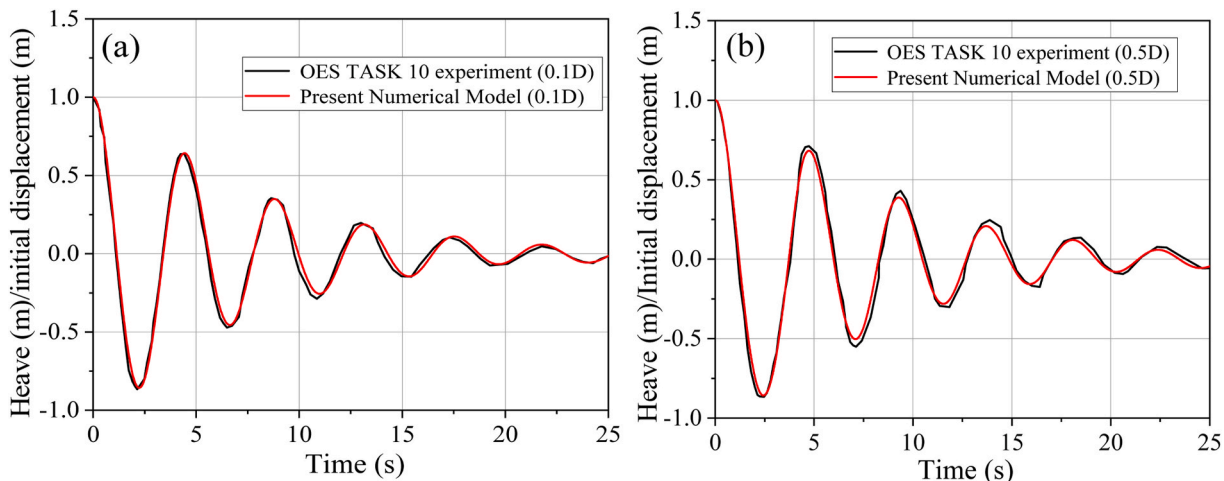 (a)
OES TASK 10 experiment (0.1D)
Present Numerical Model (0.1D)
Heave (m)/initial displacement (m)
1.5
1.0
0.5
0.0
-0.5
-1.0
0 5 10 15 20 25
Time (s)
(b)
OES TASK 10 experiment (0.5D)
Present Numerical Model (0.5D)
Heave (m)/Initial displacement (m)
1.5
1.0
0.5
0.0
-0.5
-1.0
0 5 10 15 20 25
Time (s)